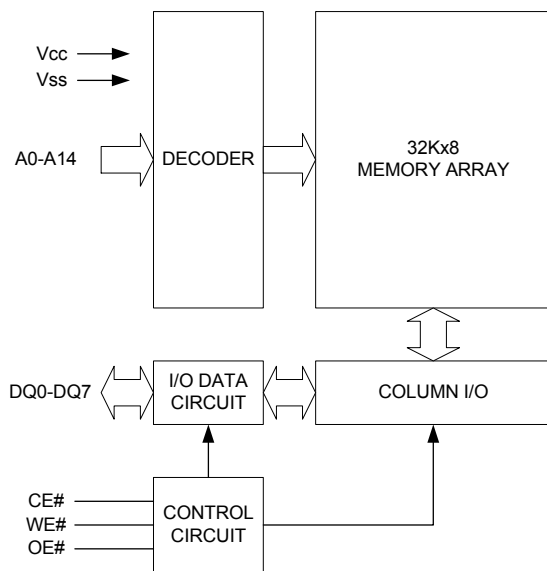 Vcc
Vss
A0-A14
DECODER
32Kx8
MEMORY ARRAY
DQ0-DQ7
I/O DATA
CIRCUIT
COLUMN I/O
CE#
WE#
OE#
CONTROL
CIRCUIT